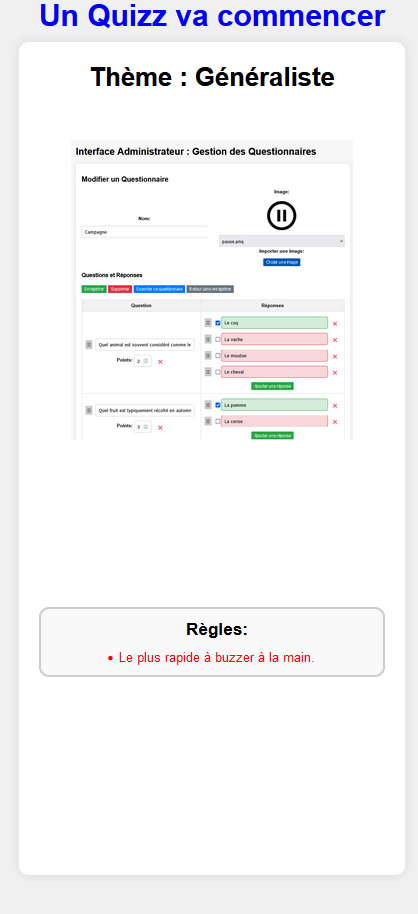 Un Quizz va commencer
Thème : Généraliste
Interface Administrateur : Gestion des Questionnaires
Modifier un Questionnaire
Image:
Nom:
Campagne
pause.png
Importer une image:
Choisir une image
Questions et Réponses
Enregistrer Supprimer Exporter ce questionnaire Retour sans enregistrer
Question Réponses
Le coq
Quel animal est souvent considéré comme le
La vache
Points: 2
Le mouton
Le cheval
Ajouter une réponse
Quel fruit est typiquement récolté en automn
La pomme
Points: 3
La cerise
Ajouter une réponse
Règles:
• Le plus rapide à buzzer à la main.